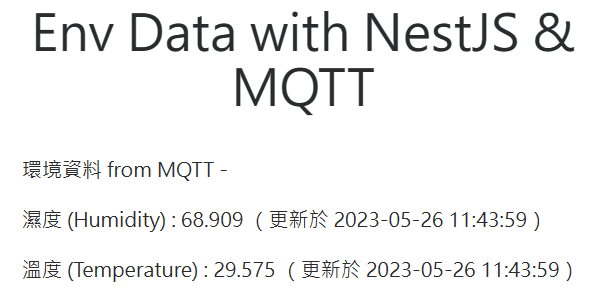 Env Data with NestJS &
MQTT
環境資料 from MQTT -
濕度 (Humidity) : 68.909 （更新於 2023-05-26 11:43:59 )
溫度 (Temperature) : 29.575 （更新於 2023-05-26 11:43:59 )